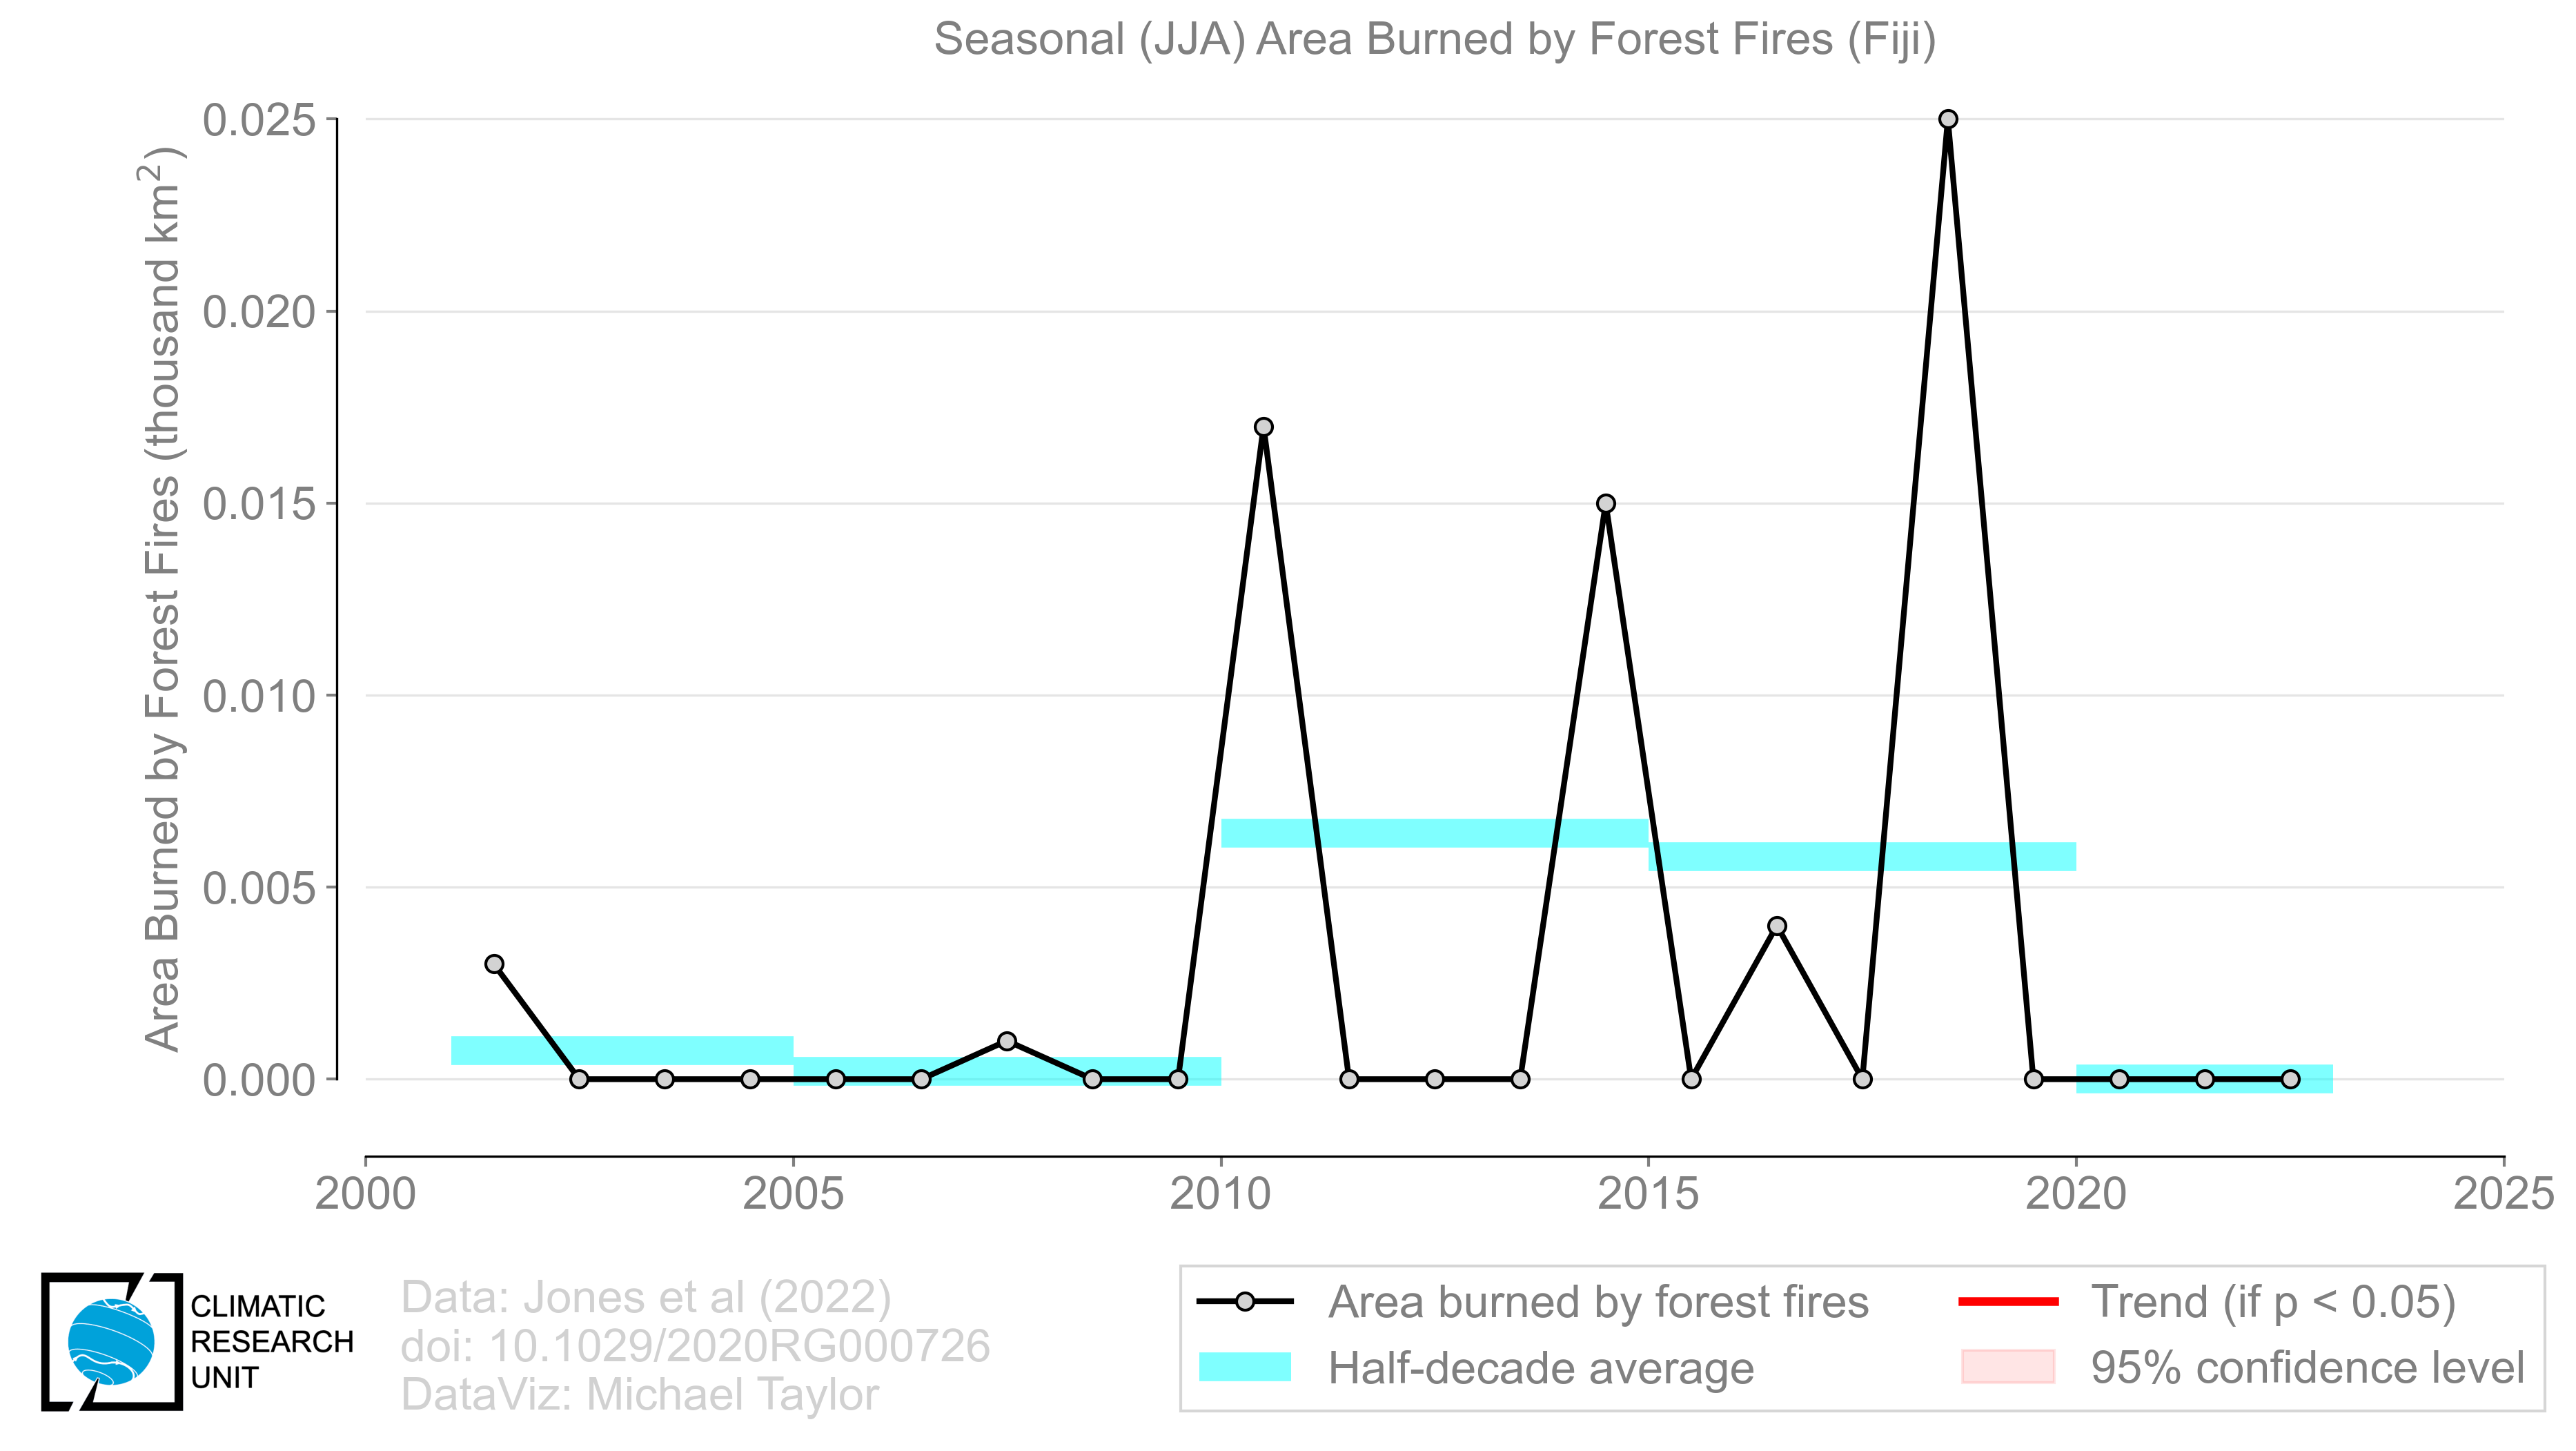 Seasonal (JJA) Area Burned by Forest Fires (Fiji)
Area Burned by Forest Fires (thousand km²)
0.025
0.020
0.015
0.010
0.005
0.000
2000 2005 2010 2015 2020 2025
CLIMATIC
RESEARCH
UNIT
Data: Jones et al (2022)
doi: 10.1029/2020RG000726
DataViz: Michael Taylor
Area burned by forest fires
Half-decade average
Trend (if p < 0.05)
95% confidence level